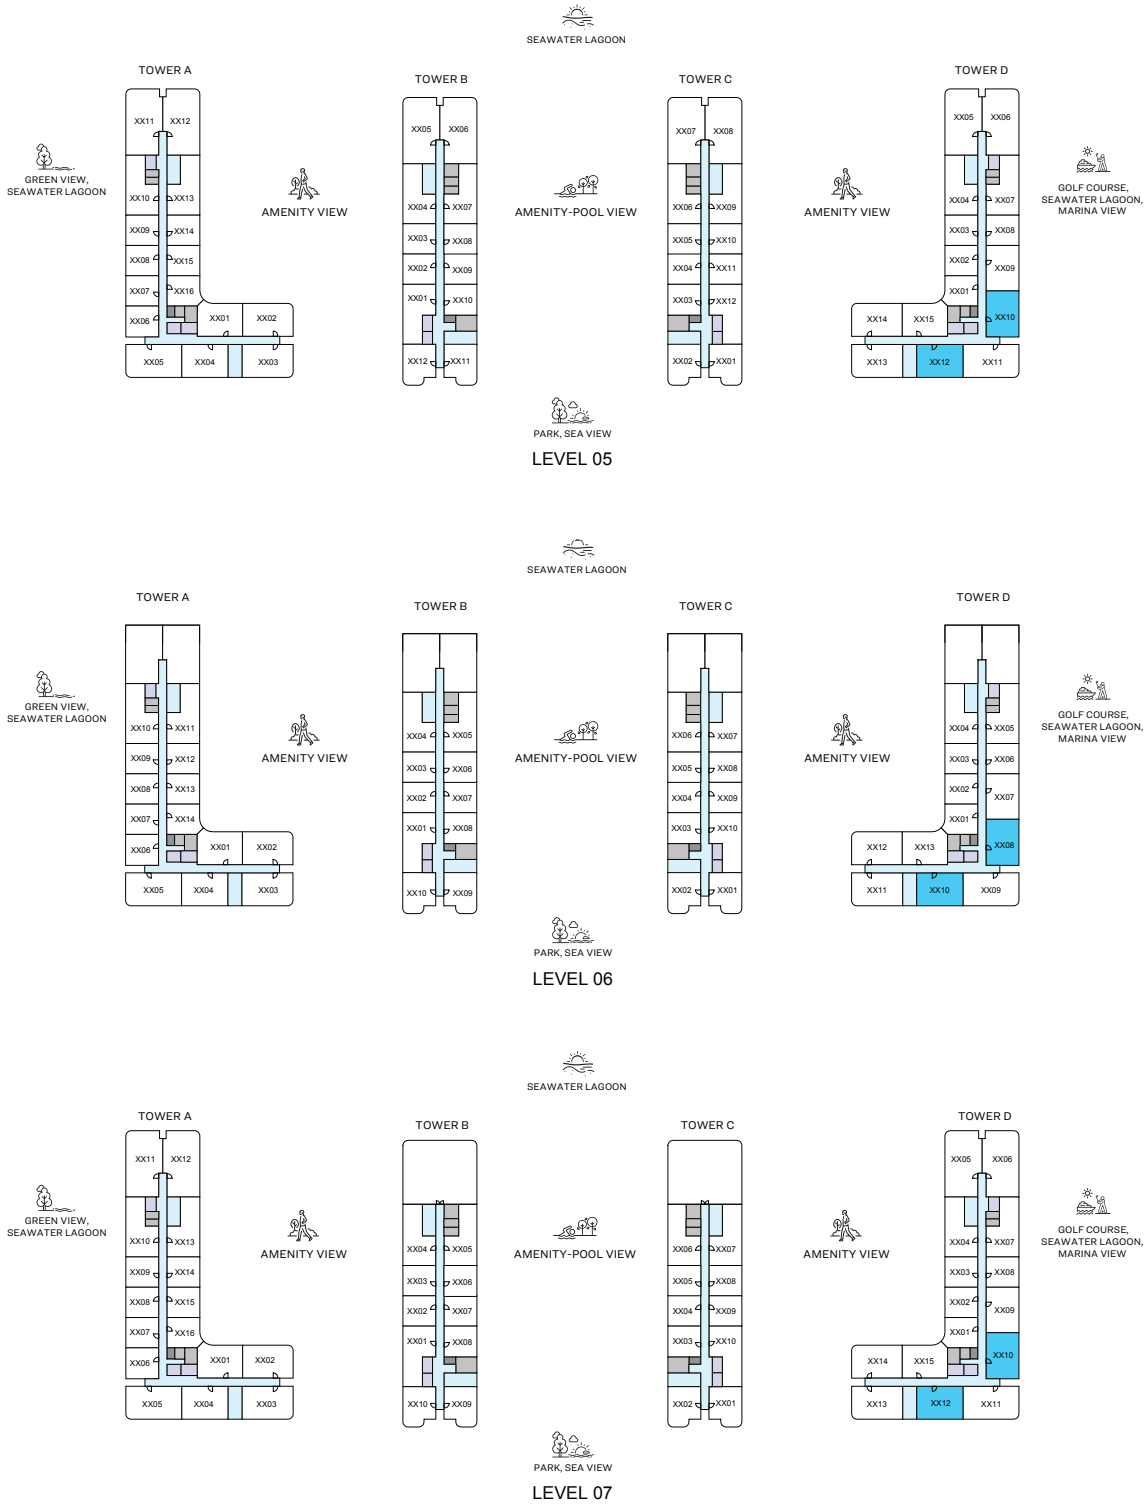 SEAWATER LAGOON
TOWER A
TOWER B
TOWER C
TOWER D
XX11 XX12
XX05 XX06
XX07 XX08
XX05 XX06
GREEN VIEW,
SEAWATER LAGOON
AMENITY VIEW
AMENITY-POOL VIEW
AMENITY VIEW
GOLF COURSE,
SEAWATER LAGOON,
MARINA VIEW
XX10 XX13
XX04 XX07
XX06 XX09
XX04 XX07
XX09 XX14
XX03 XX08
XX05 XX10
XX03 XX08
XX08 XX15
XX02 XX09
XX04 XX11
XX02 XX09
XX07 XX16
XX01 XX10
XX03 XX12
XX01
XX06 XX01 XX02
XX14 XX15 XX10
XX05 XX04 XX03
XX12 XX11
XX02 XX01
XX13 XX12 XX11
PARK, SEA VIEW
LEVEL 05
SEAWATER LAGOON
TOWER A
TOWER B
TOWER C
TOWER D
GREEN VIEW,
SEAWATER LAGOON
AMENITY VIEW
AMENITY-POOL VIEW
AMENITY VIEW
GOLF COURSE,
SEAWATER LAGOON,
MARINA VIEW
XX10 XX11
XX04 XX05
XX06 XX07
XX04 XX05
XX09 XX12
XX03 XX06
XX05 XX08
XX03 XX06
XX08 XX13
XX02 XX07
XX04 XX09
XX02 XX07
XX07 XX14
XX01 XX08
XX03 XX10
XX01
XX06 XX01 XX02
XX12 XX13 XX08
XX05 XX04 XX03
XX10 XX09
XX02 XX01
XX11 XX10 XX09
PARK, SEA VIEW
LEVEL 06
SEAWATER LAGOON
TOWER A
TOWER B
TOWER C
TOWER D
XX11 XX12
XX05 XX06
GREEN VIEW,
SEAWATER LAGOON
AMENITY VIEW
AMENITY-POOL VIEW
AMENITY VIEW
GOLF COURSE,
SEAWATER LAGOON,
MARINA VIEW
XX10 XX13
XX04 XX05
XX06 XX07
XX04 XX07
XX09 XX14
XX03 XX06
XX05 XX08
XX03 XX08
XX08 XX15
XX02 XX07
XX04 XX09
XX02 XX09
XX07 XX16
XX01 XX08
XX03 XX10
XX01
XX06 XX01 XX02
XX14 XX15 XX10
XX05 XX04 XX03
XX10 XX09
XX02 XX01
XX13 XX12 XX11
PARK, SEA VIEW
LEVEL 07